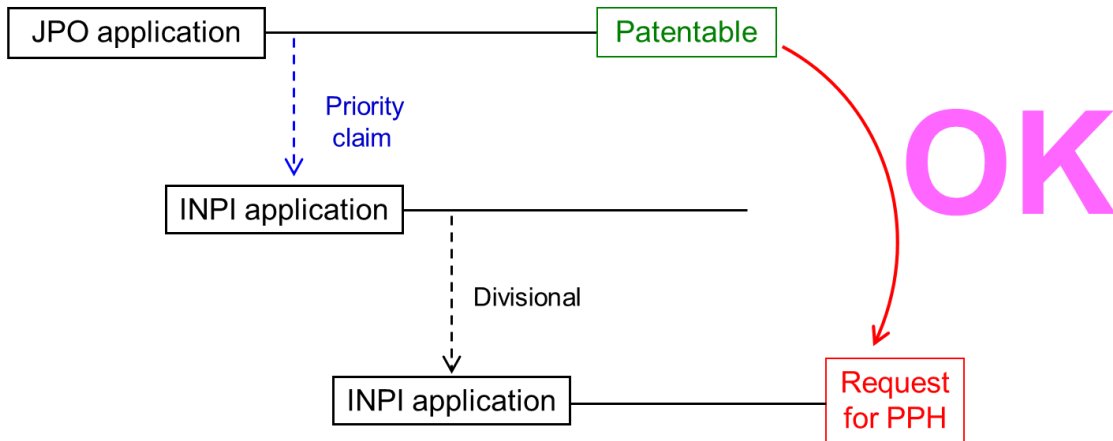 JPO application
Patentable
Priority
claim
OK
INPI application
Divisional
INPI application
Request
for PPH